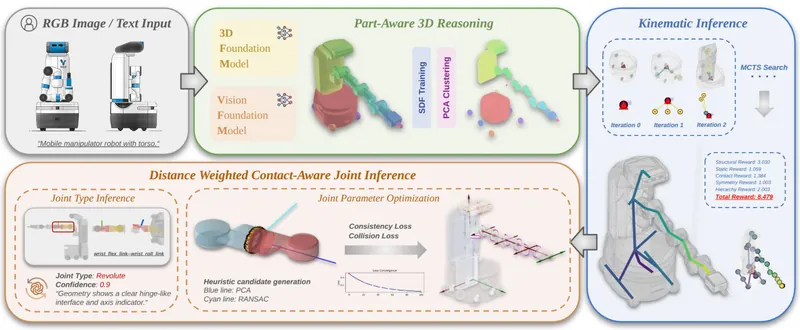 RGB Image / Text Input
"Mobile manipulator robot with torso."
Part-Aware 3D Reasoning
3D
Foundation
Model
Vision
Foundation
Model
SDF Training
PCA Clustering
Kinematic Inference
MCTS Search
Iteration 0
Iteration 1
Iteration 2
Structural Reward: 3.030
Static Reward: 1.059
Contact Reward: 1.384
Symmetry Reward: 1.003
Hierarchy Reward: 2.003
Total Reward: 8.479
Distance Weighted Contact-Aware Joint Inference
Joint Type Inference
wrist_flex_link–wrist_roll_link
Joint Type: Revolute
Confidence: 0.9
"Geometry shows a clear hinge-like
interface and axis indicator."
Joint Parameter Optimization
Consistency Loss
Collision Loss
Heuristic candidate generation
Blue line: PCA
Cyan line: RANSAC